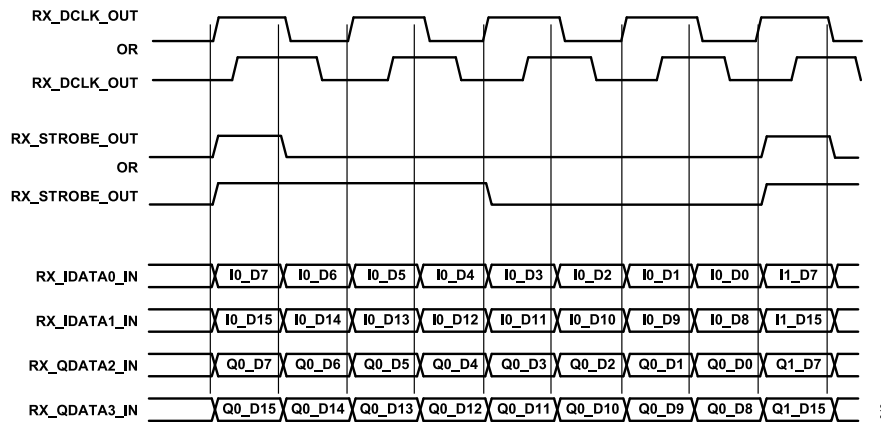 RX_DCLK_OUT
OR
RX_DCLK_OUT
RX_STROBE_OUT
OR
RX_STROBE_OUT
RX_IDATA0_IN I0_D7 I0_D6 I0_D5 I0_D4 I0_D3 I0_D2 I0_D1 I0_D0 I1_D7
RX_IDATA1_IN I0_D15 I0_D14 I0_D13 I0_D12 I0_D11 I0_D10 I0_D9 I0_D8 I1_D15
RX_QDATA2_IN Q0_D7 Q0_D6 Q0_D5 Q0_D4 Q0_D3 Q0_D2 Q0_D1 Q0_D0 Q1_D7
RX_QDATA3_IN Q0_D15 Q0_D14 Q0_D13 Q0_D12 Q0_D11 Q0_D10 Q0_D9 Q0_D8 Q1_D15